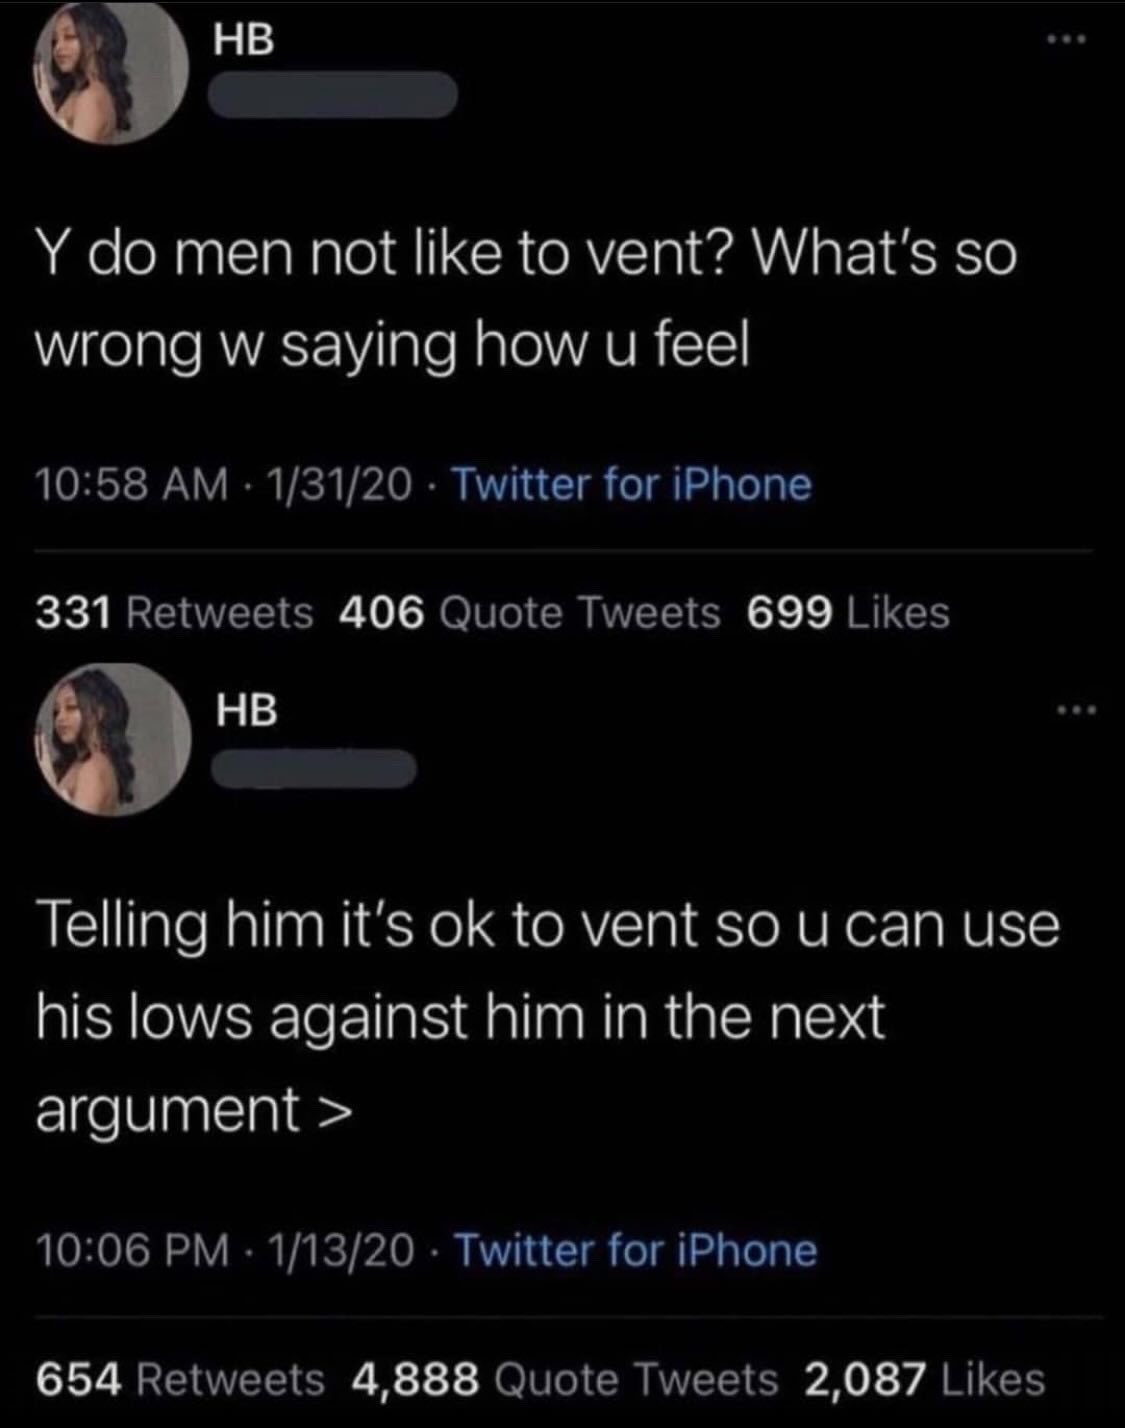 HB
Y do men not like to vent? What's so
wrong w saying how u feel
10:58 AM · 1/31/20 · Twitter for iPhone
331 Retweets 406 Quote Tweets 699 Likes
HB
Telling him it's ok to vent so u can use
his lows against him in the next
argument >
10:06 PM · 1/13/20 · Twitter for iPhone
654 Retweets 4,888 Quote Tweets 2,087 Likes